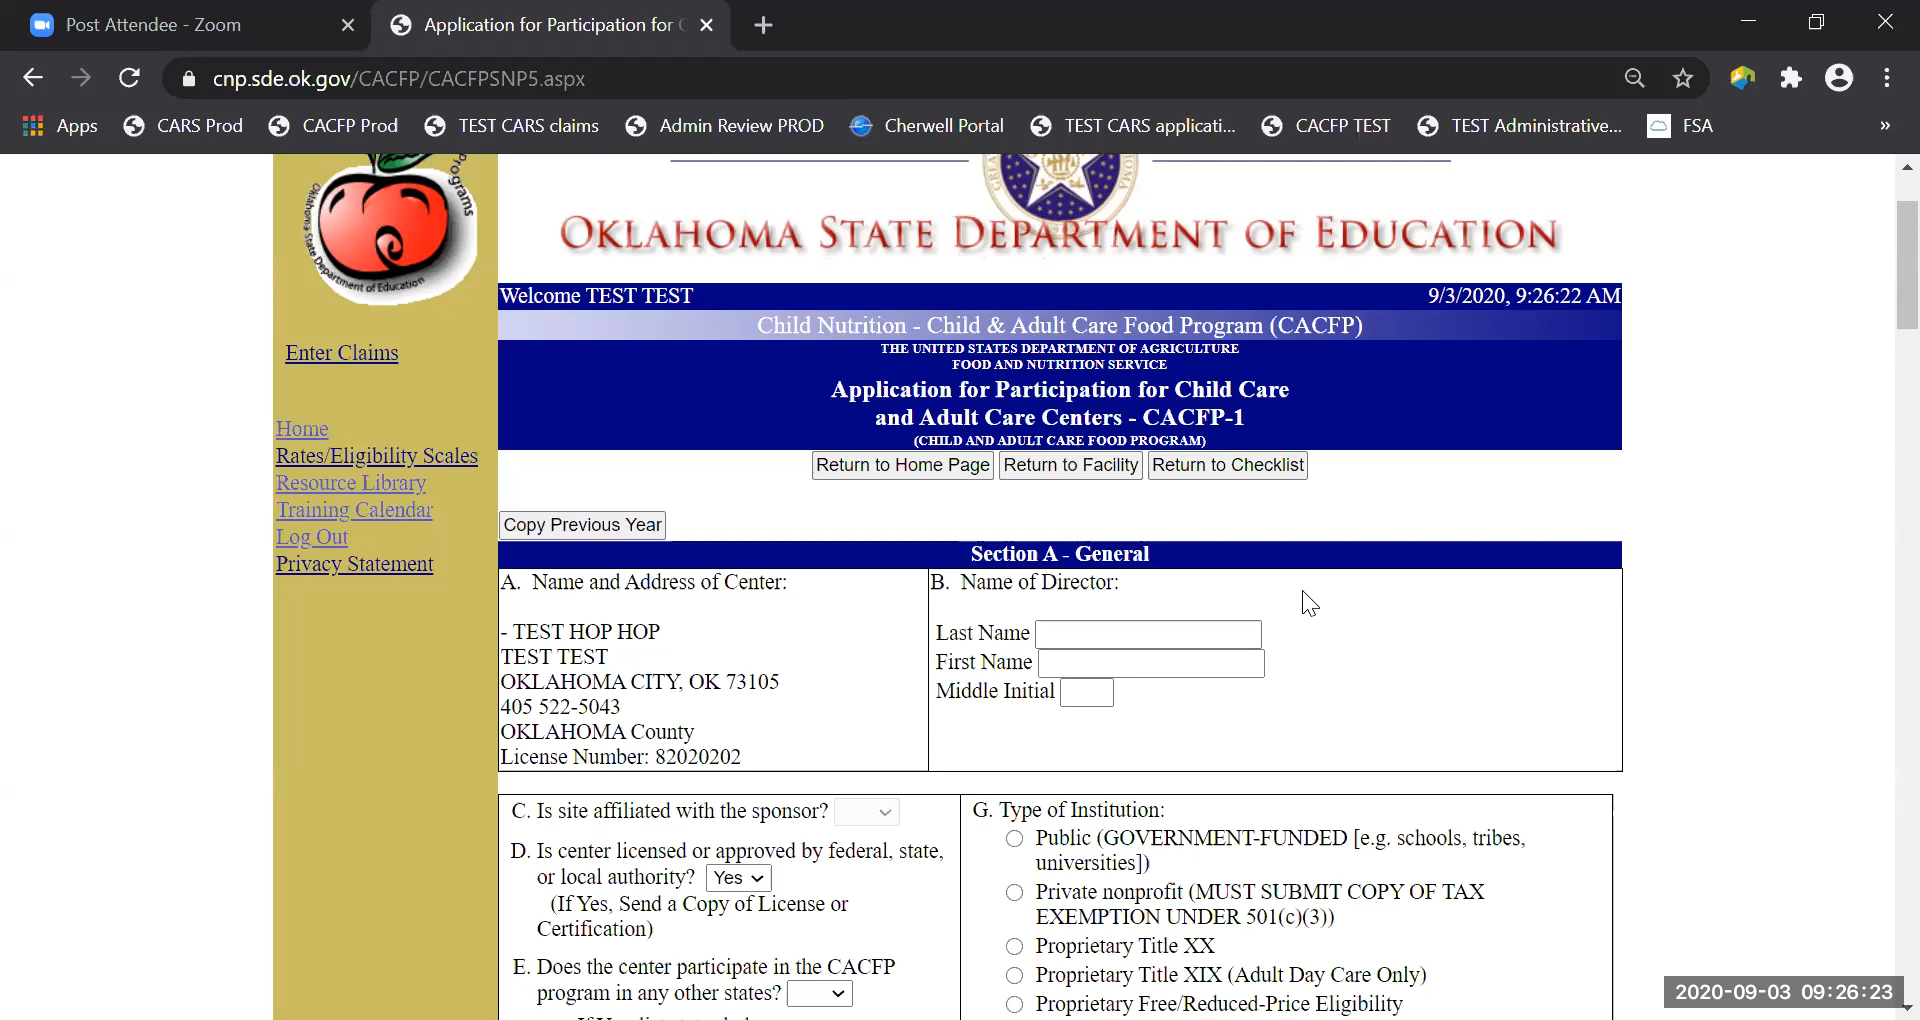 Post Attendee - Zoom
Application for Participation for C
cnp.sde.ok.gov/CACFP/CACFPSNP5.aspx
Apps
CARS Prod
CACFP Prod
TEST CARS claims
Admin Review PROD
Cherwell Portal
TEST CARS applicati...
CACFP TEST
TEST Administrative...
FSA
»
Programs
Oklahoma State Department of Education
OKLAHOMA STATE DEPARTMENT OF EDUCATION
Welcome TEST TEST
9/3/2020, 9:26:22 AM
Child Nutrition - Child & Adult Care Food Program (CACFP)
THE UNITED STATES DEPARTMENT OF AGRICULTURE
FOOD AND NUTRITION SERVICE
Application for Participation for Child Care
and Adult Care Centers - CACFP-1
(CHILD AND ADULT CARE FOOD PROGRAM)
Return to Home Page
Return to Facility
Return to Checklist
Enter Claims
Home
Rates/Eligibility Scales
Resource Library
Training Calendar
Log Out
Privacy Statement
Copy Previous Year
Section A - General
A. Name and Address of Center:
- TEST HOP HOP
TEST TEST
OKLAHOMA CITY, OK 73105
405 522-5043
OKLAHOMA County
License Number: 82020202
B. Name of Director:
Last Name
First Name
Middle Initial
C. Is site affiliated with the sponsor?
D. Is center licensed or approved by federal, state,
or local authority? Yes
(If Yes, Send a Copy of License or
Certification)
E. Does the center participate in the CACFP
program in any other states?
G. Type of Institution:
Public (GOVERNMENT-FUNDED [e.g. schools, tribes,
universities])
Private nonprofit (MUST SUBMIT COPY OF TAX
EXEMPTION UNDER 501(c)(3))
Proprietary Title XX
Proprietary Title XIX (Adult Day Care Only)
Proprietary Free/Reduced-Price Eligibility
2020-09-03 09:26:23